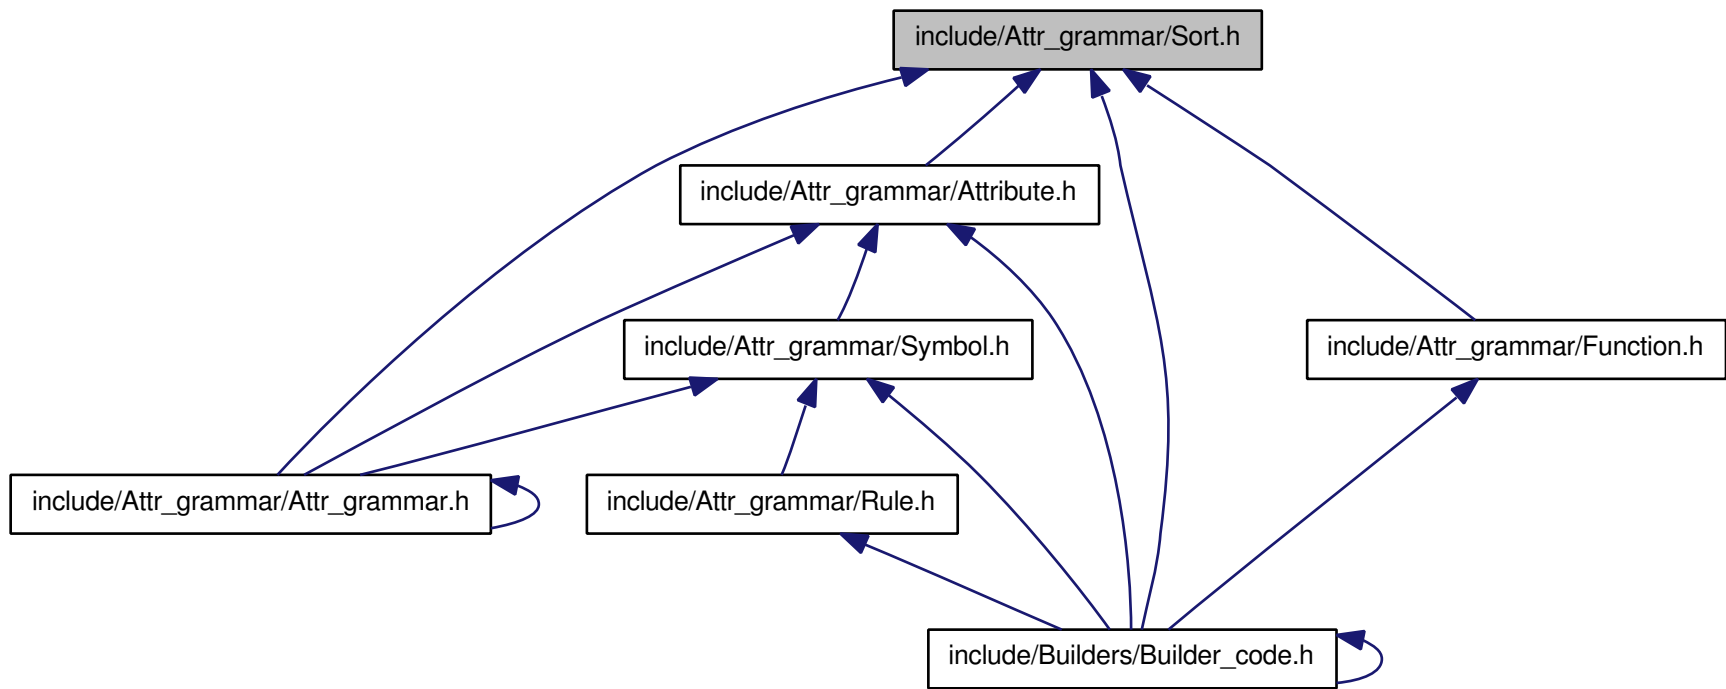 include/Attr_grammar/Sort.h
include/Attr_grammar/Attribute.h
include/Attr_grammar/Symbol.h
include/Attr_grammar/Function.h
include/Attr_grammar/Attr_grammar.h
include/Attr_grammar/Rule.h
include/Builders/Builder_code.h